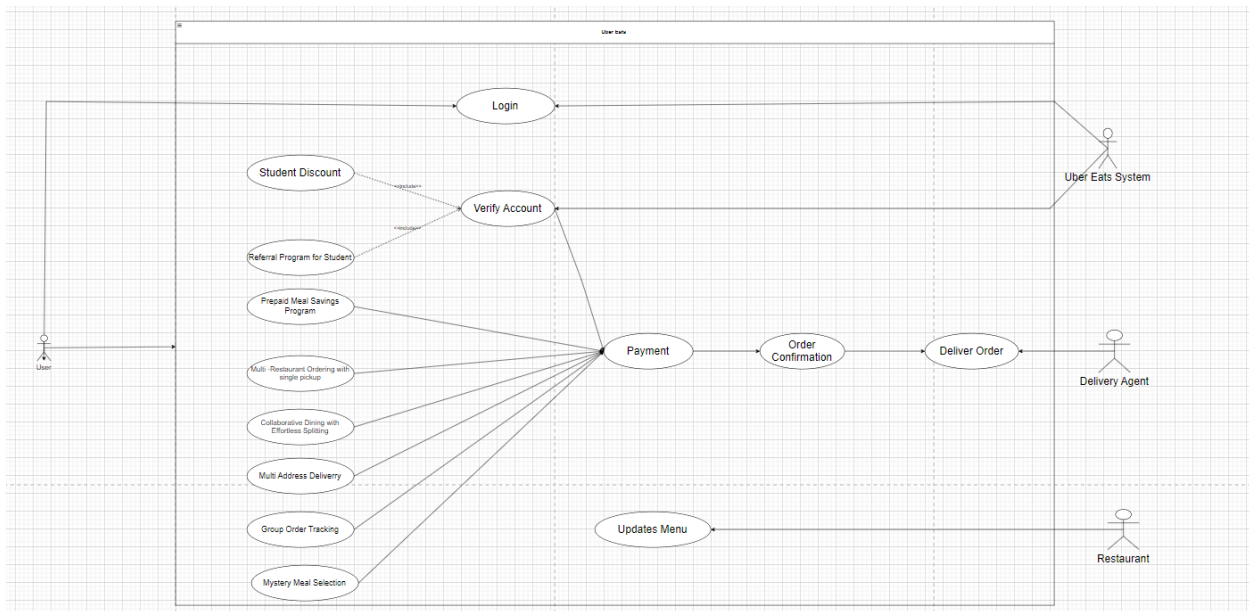 Uber Eats
Login
Student Discount
<<include>>
Uber Eats System
Verify Account
<<include>>
Referral Program for Student
Prepaid Meal Savings
Program
Payment
Order
Confirmation
Deliver Order
User
Multi -Restaurant Ordering with
single pickup
Delivery Agent
Collaborative Dining with
Effortless Splitting
Multi Address Deliverry
Group Order Tracking
Updates Menu
Restaurant
Mystery Meal Selection